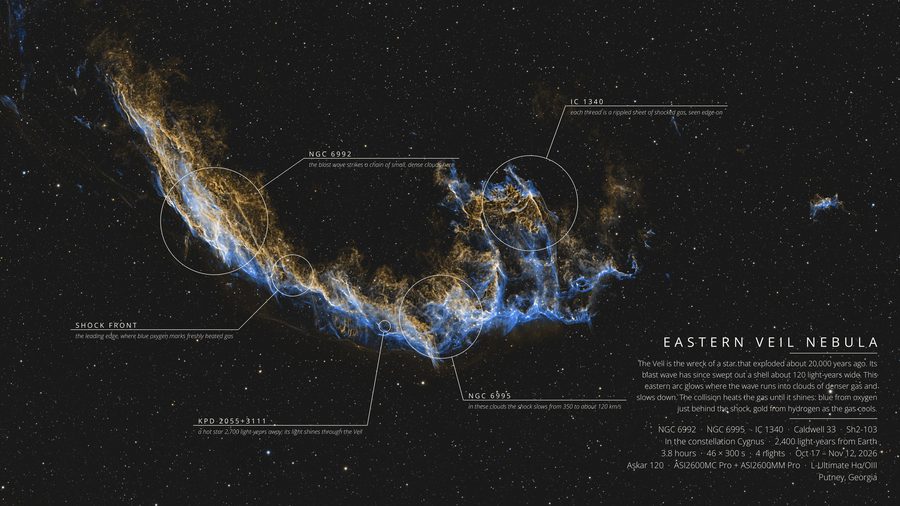 IC 1340
each thread is a rippled sheet of shocked gas, seen edge-on
NGC 6992
the blast wave strikes a chain of small, dense clouds here
SHOCK FRONT
the leading edge, where blue oxygen marks freshly heated gas
NGC 6995
in these clouds the shock slows from 350 to about 120 km/s
KPD 2055+3111
a hot star 2,700 light-years away; its light shines through the Veil
EASTERN VEIL NEBULA
The Veil is the wreck of a star that exploded about 20,000 years ago. Its
blast wave has since swept out a shell about 120 light-years wide. This
eastern arc glows where the wave runs into clouds of denser gas and
slows down. The collision heats the gas until it shines: blue from oxygen
just behind the shock, gold from hydrogen as the gas cools.
NGC 6992 · NGC 6995 · IC 1340 · Caldwell 33 · Sh2-103
In the constellation Cygnus · 2,400 light-years from Earth
3.8 hours · 46 × 300 s · 4 nights · Oct 17 – Nov 12, 2026
Askar 120 · ASI2600MC Pro + ASI2600MM Pro · L-Ultimate Hα/OIII
Putney, Georgia